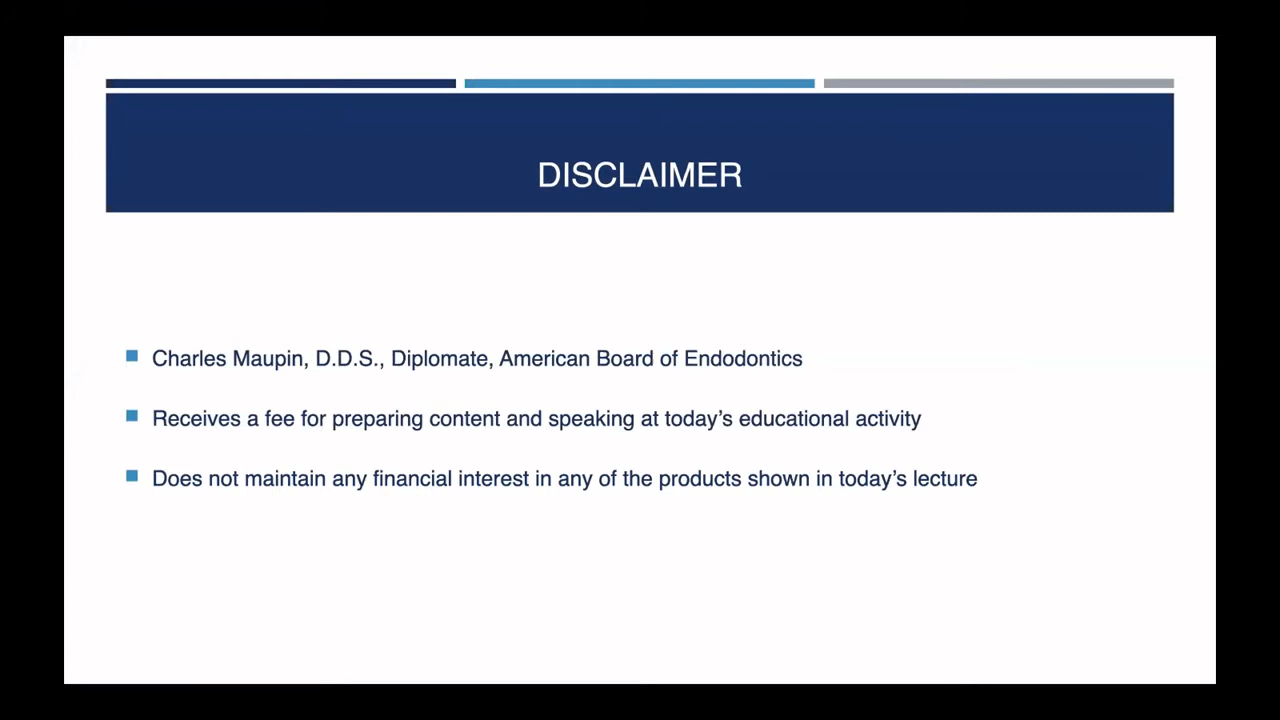 DISCLAIMER
Charles Maupin, D.D.S., Diplomate, American Board of Endodontics
Receives a fee for preparing content and speaking at today’s educational activity
Does not maintain any financial interest in any of the products shown in today’s lecture